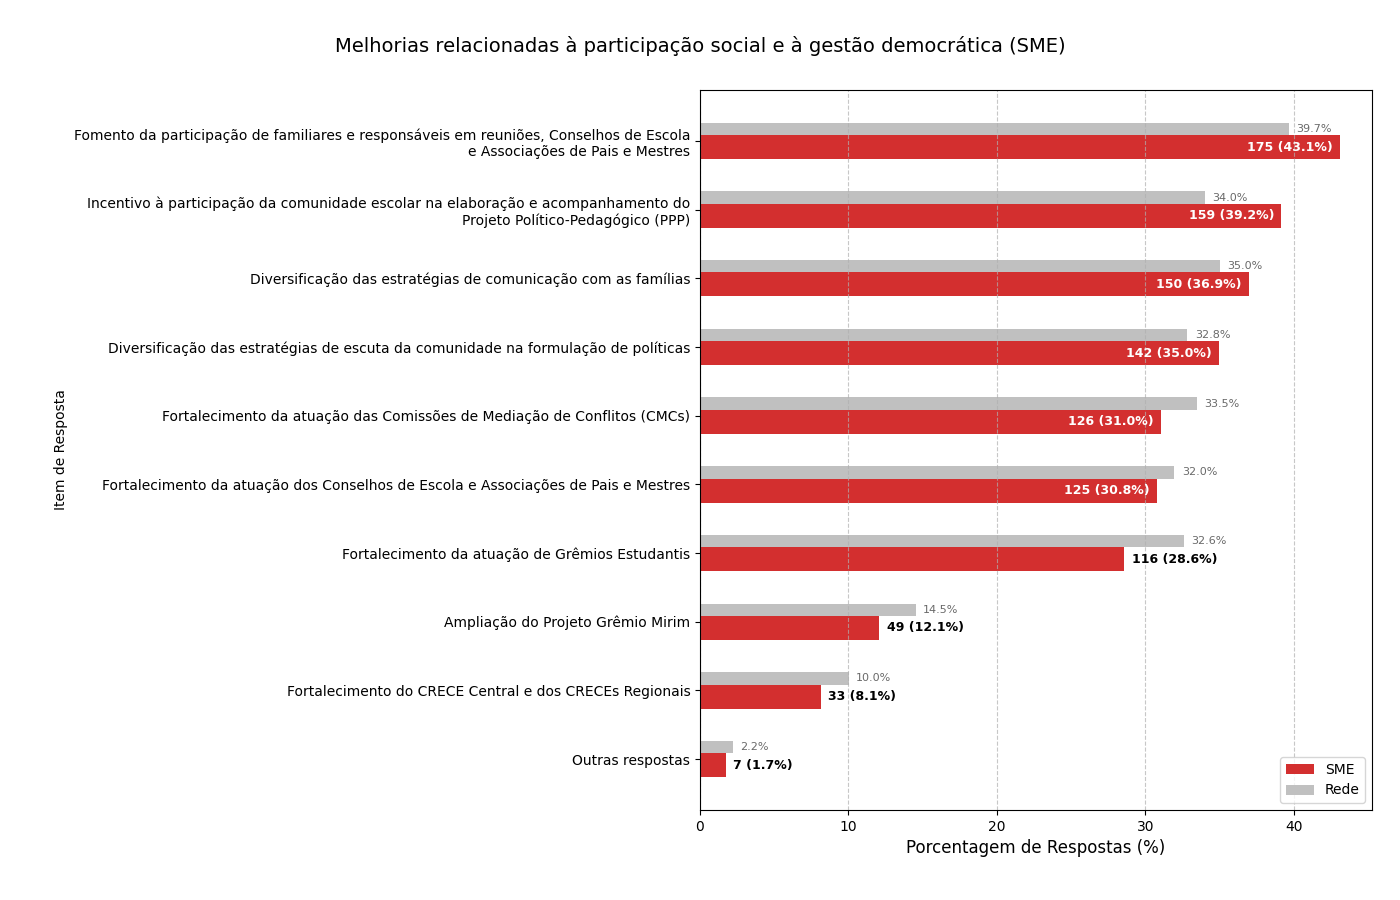 Melhorias relacionadas à participação social e à gestão democrática (SME)
Item de Resposta
Fomento da participação de familiares e responsáveis em reuniões, Conselhos de Escola
e Associações de Pais e Mestres
39.7%
175 (43.1%)
Incentivo à participação da comunidade escolar na elaboração e acompanhamento do
Projeto Político-Pedagógico (PPP)
34.0%
159 (39.2%)
Diversificação das estratégias de comunicação com as famílias
35.0%
150 (36.9%)
Diversificação das estratégias de escuta da comunidade na formulação de políticas
32.8%
142 (35.0%)
Fortalecimento da atuação das Comissões de Mediação de Conflitos (CMCs)
33.5%
126 (31.0%)
Fortalecimento da atuação dos Conselhos de Escola e Associações de Pais e Mestres
32.0%
125 (30.8%)
Fortalecimento da atuação de Grêmios Estudantis
32.6%
116 (28.6%)
Ampliação do Projeto Grêmio Mirim
14.5%
49 (12.1%)
Fortalecimento do CRECE Central e dos CRECEs Regionais
10.0%
33 (8.1%)
Outras respostas
2.2%
7 (1.7%)
SME
Rede
0 10 20 30 40
Porcentagem de Respostas (%)